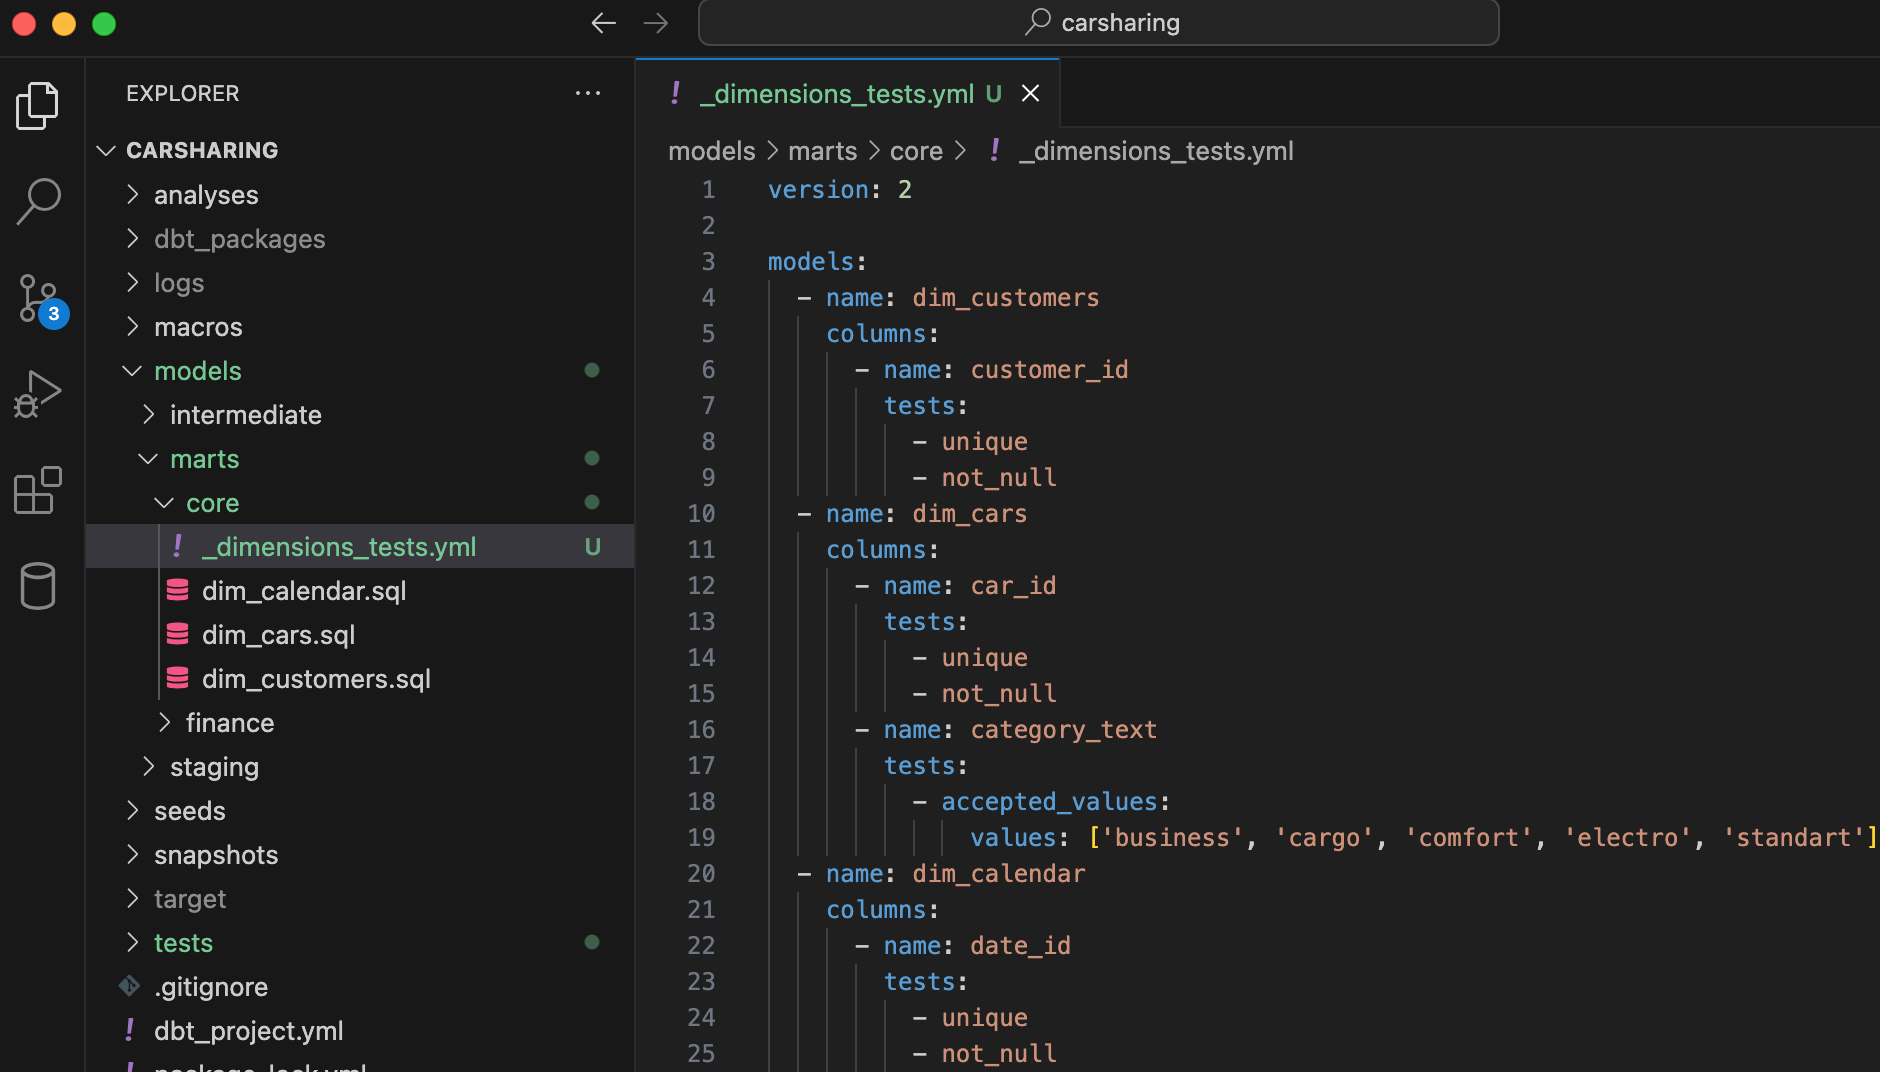 carsharing
EXPLORER ...
CARSHARING
analyses
dbt_packages
logs
3
macros
models
intermediate
marts
core
! _dimensions_tests.yml U
dim_calendar.sql
dim_cars.sql
dim_customers.sql
finance
staging
seeds
snapshots
target
tests
.gitignore
! dbt_project.yml
! package-lock.yml
! _dimensions_tests.yml U
models > marts > core > ! _dimensions_tests.yml
1 version: 2
2
3 models:
4 - name: dim_customers
5 columns:
6 - name: customer_id
7 tests:
8 - unique
9 - not_null
10 - name: dim_cars
11 columns:
12 - name: car_id
13 tests:
14 - unique
15 - not_null
16 - name: category_text
17 tests:
18 - accepted_values:
19 values: ['business', 'cargo', 'comfort', 'electro', 'standart']
20 - name: dim_calendar
21 columns:
22 - name: date_id
23 tests:
24 - unique
25 - not_null